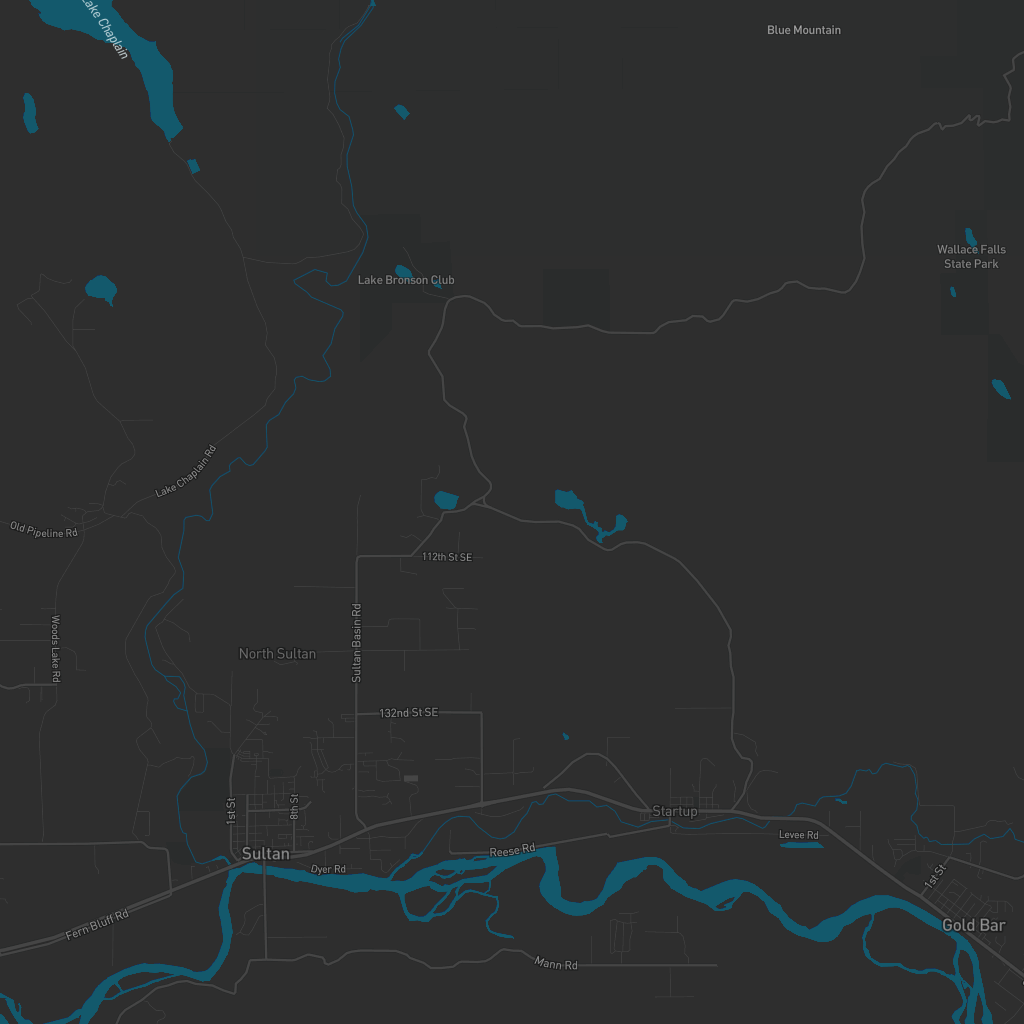 Lake Chaplain
Blue Mountain
Wallace Falls
State Park
Lake Bronson Club
Lake Chaplain Rd
Old Pipeline Rd
112th St SE
Woods Lake Rd
Sultan Basin Rd
North Sultan
132nd St SE
1st St
8th St
Startup
Levee Rd
Sultan
Reese Rd
Dyer Rd
1st St
Fern Bluff Rd
Gold Bar
Mann Rd